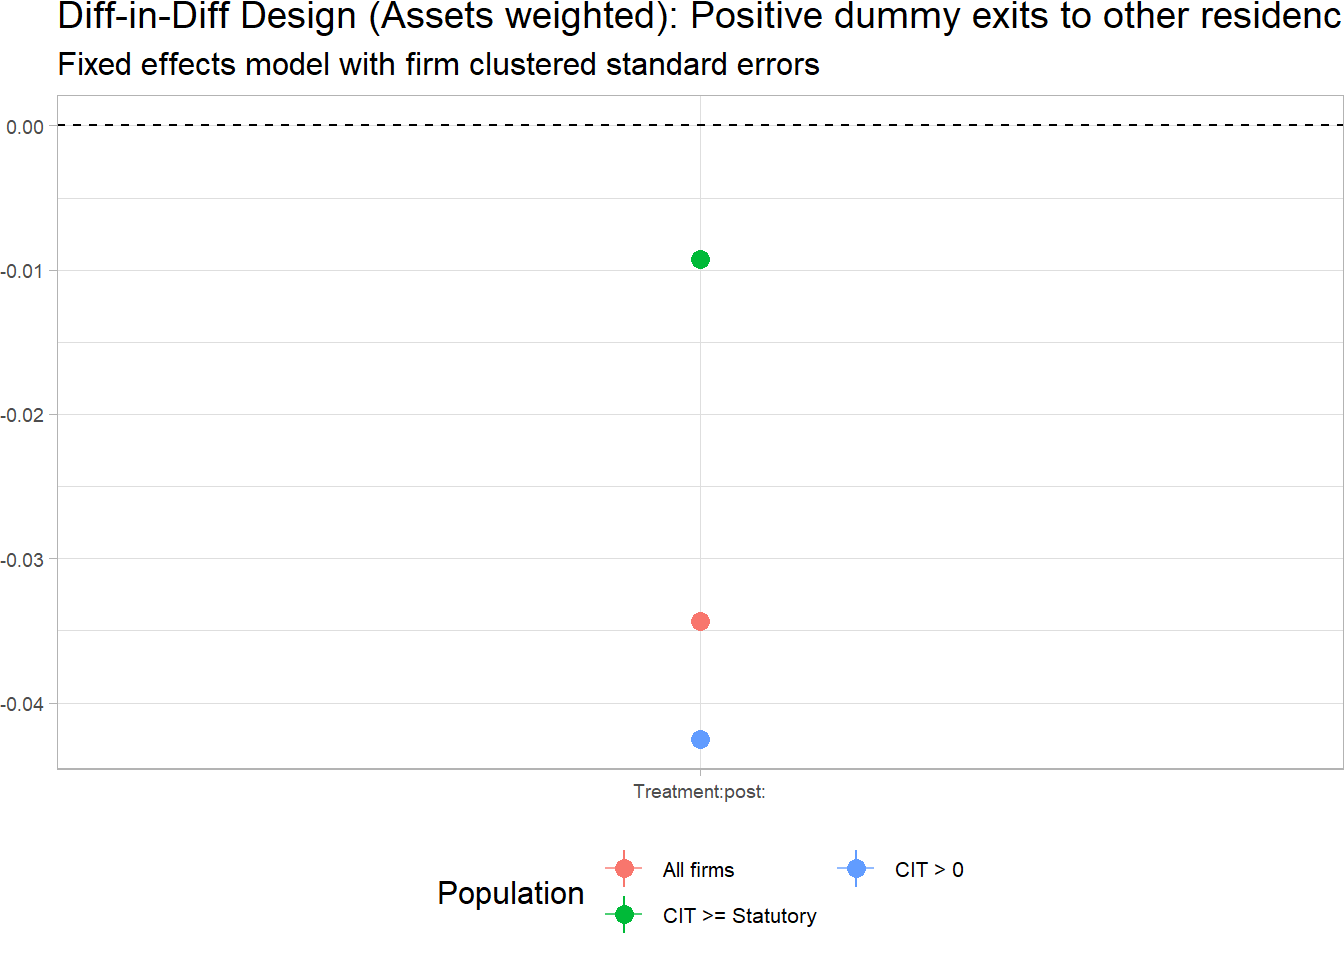 Diff-in-Diff Design (Assets weighted): Positive dummy exits to other residenc
Fixed effects model with firm clustered standard errors
0.00
-0.01
-0.02
-0.03
-0.04
Treatment:post:
Population
All firms
CIT > 0
CIT >= Statutory